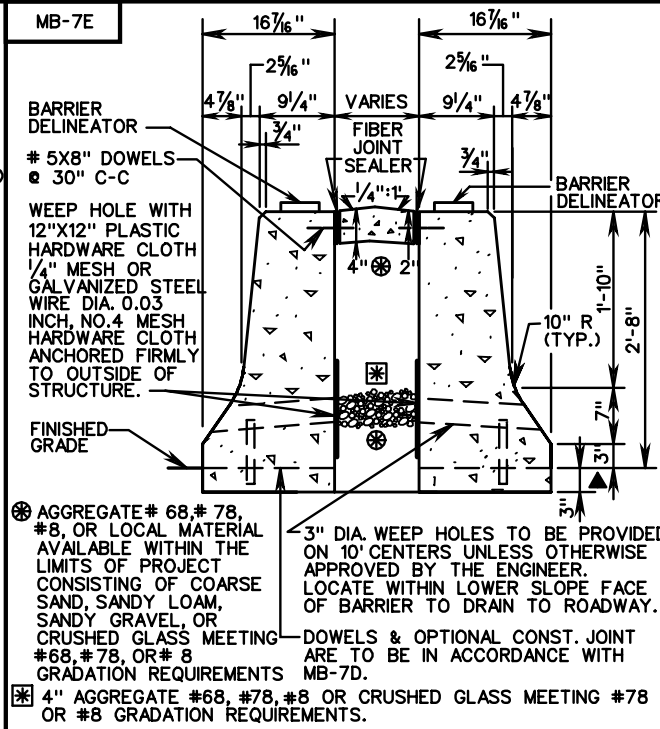 MB-7E
16 7/16" 16 7/16"
2 5/16" 2 5/16"
4 7/8" 9 1/4" VARIES 9 1/4" 4 7/8"
3/4" FIBER 3/4"
JOINT
SEALER
BARRIER
DELINEATOR
# 5X8" DOWELS
@ 30" C-C
1/4":1'
BARRIER
DELINEATOR
WEEP HOLE WITH
12"X12" PLASTIC
HARDWARE CLOTH
1/4" MESH OR
GALVANIZED STEEL
WIRE DIA. 0.03
INCH, NO.4 MESH
HARDWARE CLOTH
ANCHORED FIRMLY
TO OUTSIDE OF
STRUCTURE.
4" 2"
10" R
(TYP.)
1'-10"
2'-8"
7"
3"
3"
FINISHED
GRADE
AGGREGATE# 68,# 78,
#8, OR LOCAL MATERIAL
AVAILABLE WITHIN THE
LIMITS OF PROJECT
CONSISTING OF COARSE
SAND, SANDY LOAM,
SANDY GRAVEL, OR
CRUSHED GLASS MEETING
#68,#78, OR# 8
GRADATION REQUIREMENTS
3" DIA. WEEP HOLES TO BE PROVIDED
ON 10' CENTERS UNLESS OTHERWISE
APPROVED BY THE ENGINEER.
LOCATE WITHIN LOWER SLOPE FACE
OF BARRIER TO DRAIN TO ROADWAY.
DOWELS & OPTIONAL CONST. JOINT
ARE TO BE IN ACCORDANCE WITH
MB-7D.
4" AGGREGATE #68, #78, #8 OR CRUSHED GLASS MEETING #78
OR #8 GRADATION REQUIREMENTS.